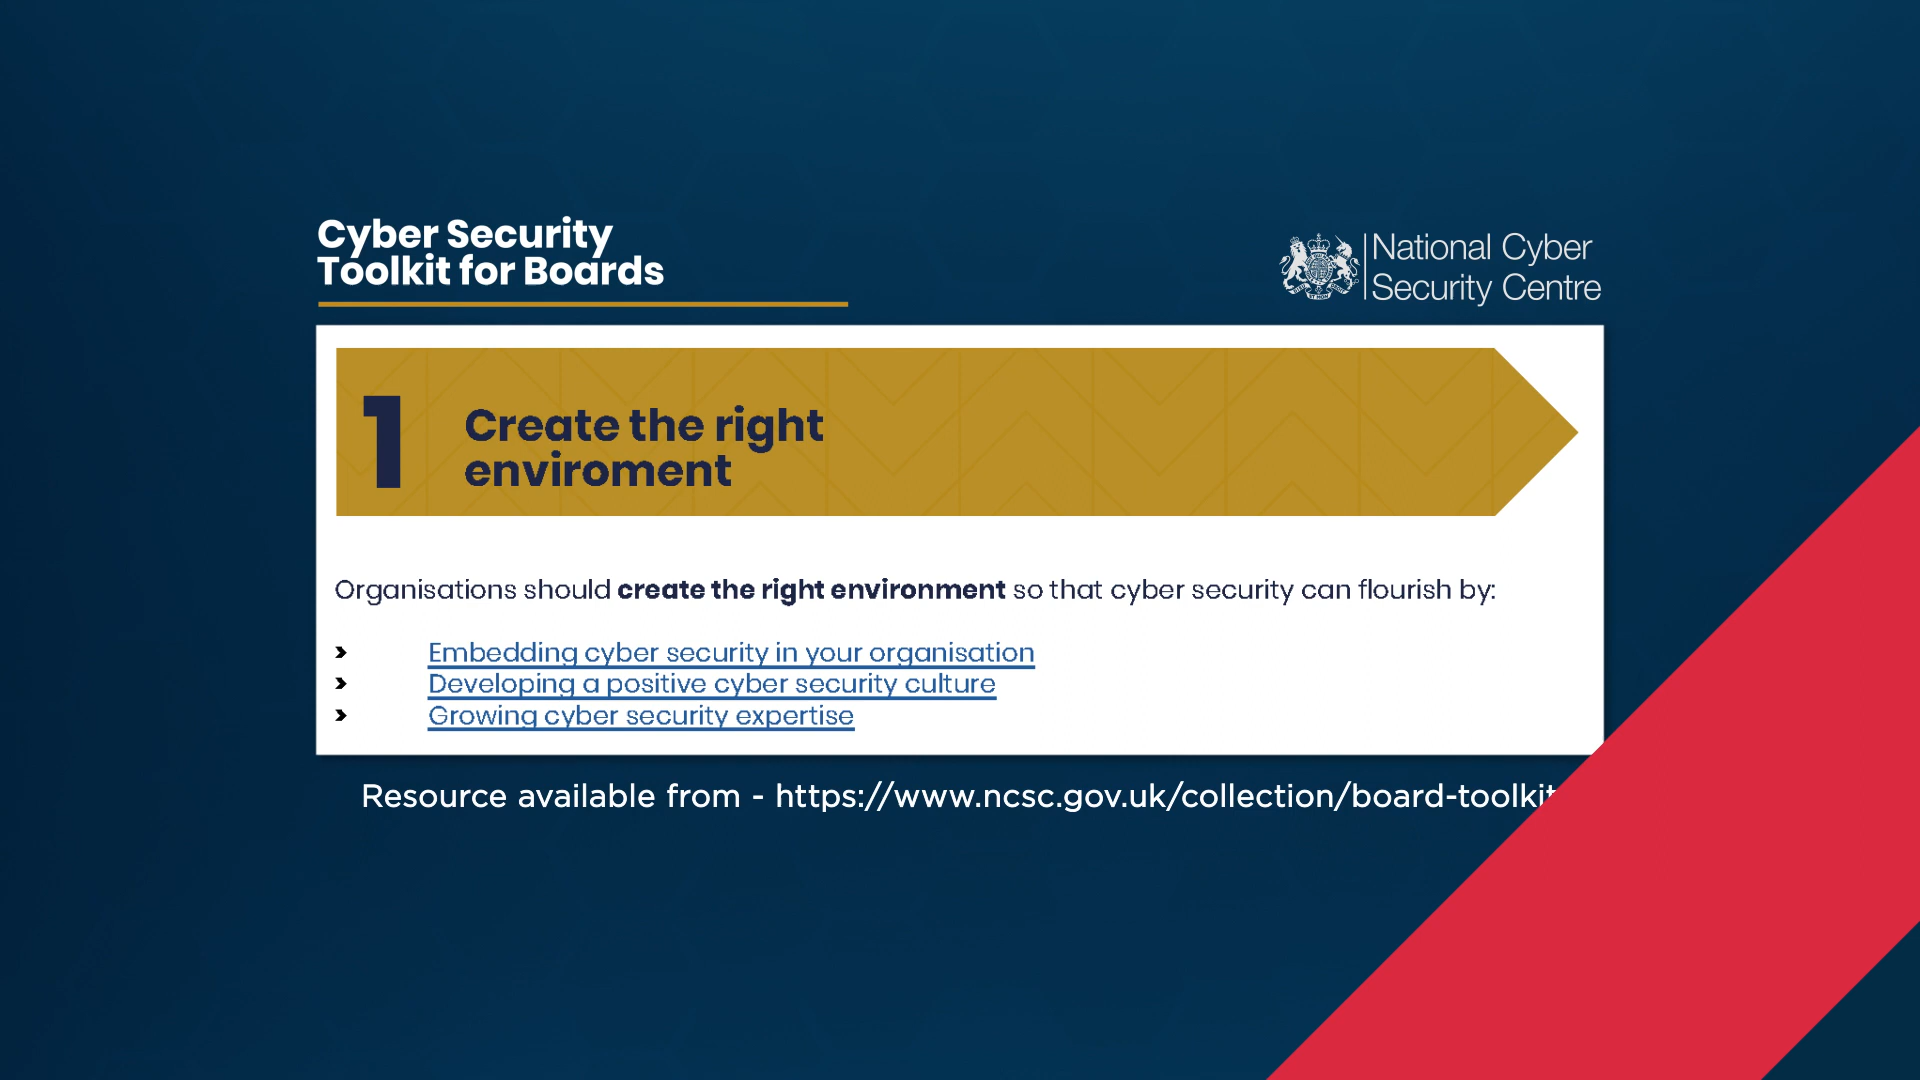 Cyber Security
Toolkit for Boards
National Cyber
Security Centre
1
Create the right
enviroment
Organisations should create the right environment so that cyber security can flourish by:
› Embedding cyber security in your organisation
› Developing a positive cyber security culture
› Growing cyber security expertise
Resource available from - https://www.ncsc.gov.uk/collection/board-toolkit